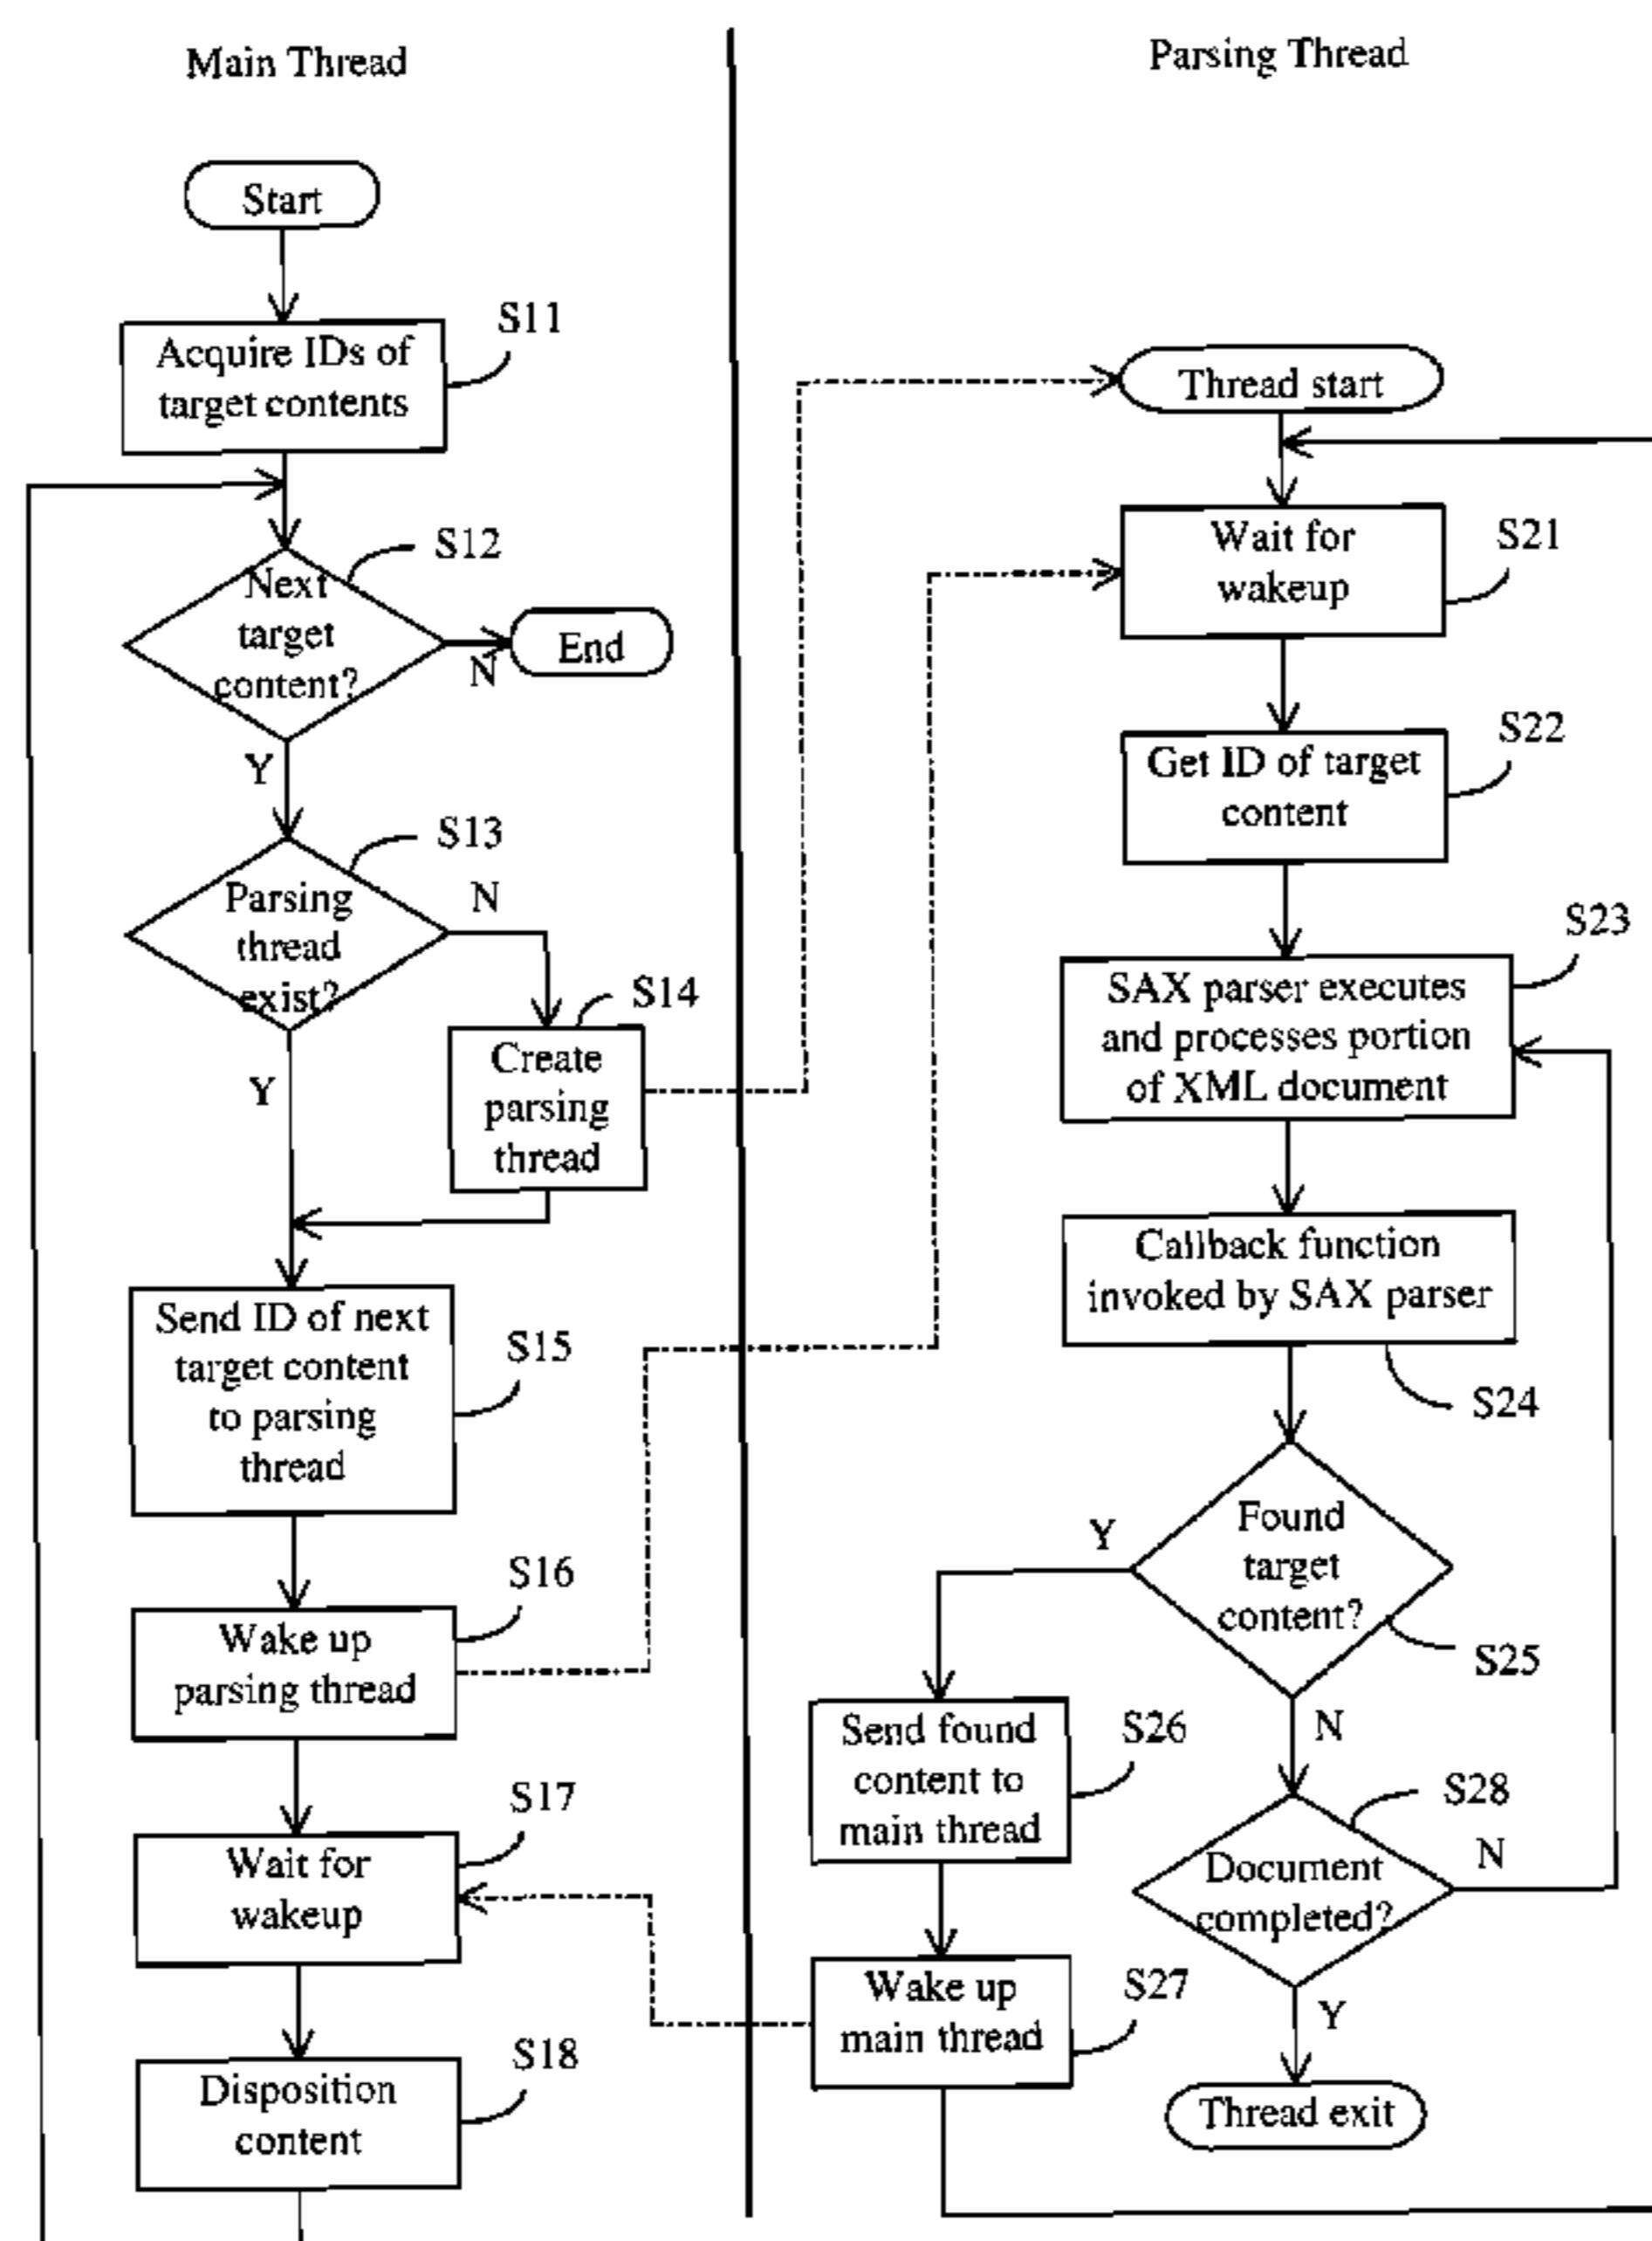 Main Thread
Start
S11
Acquire IDs of
target contents
S12
Next
target
content?
N
End
Y
S13
Parsing
thread
exist?
N
Y
S14
Create
parsing
thread
Send ID of next
target content
to parsing
thread
S15
S16
Wake up
parsing thread
S17
Wait for
wakeup
S18
Disposition
content
Parsing Thread
Thread start
Wait for
wakeup
S21
S22
Get ID of target
content
S23
SAX parser executes
and processes portion
of XML document
Callback function
invoked by SAX parser
S24
Found
target
content?
Y
S25
N
Send found
content to
main thread
S26
S28
Document
completed?
N
Wake up
main thread
S27
Y
Thread exit